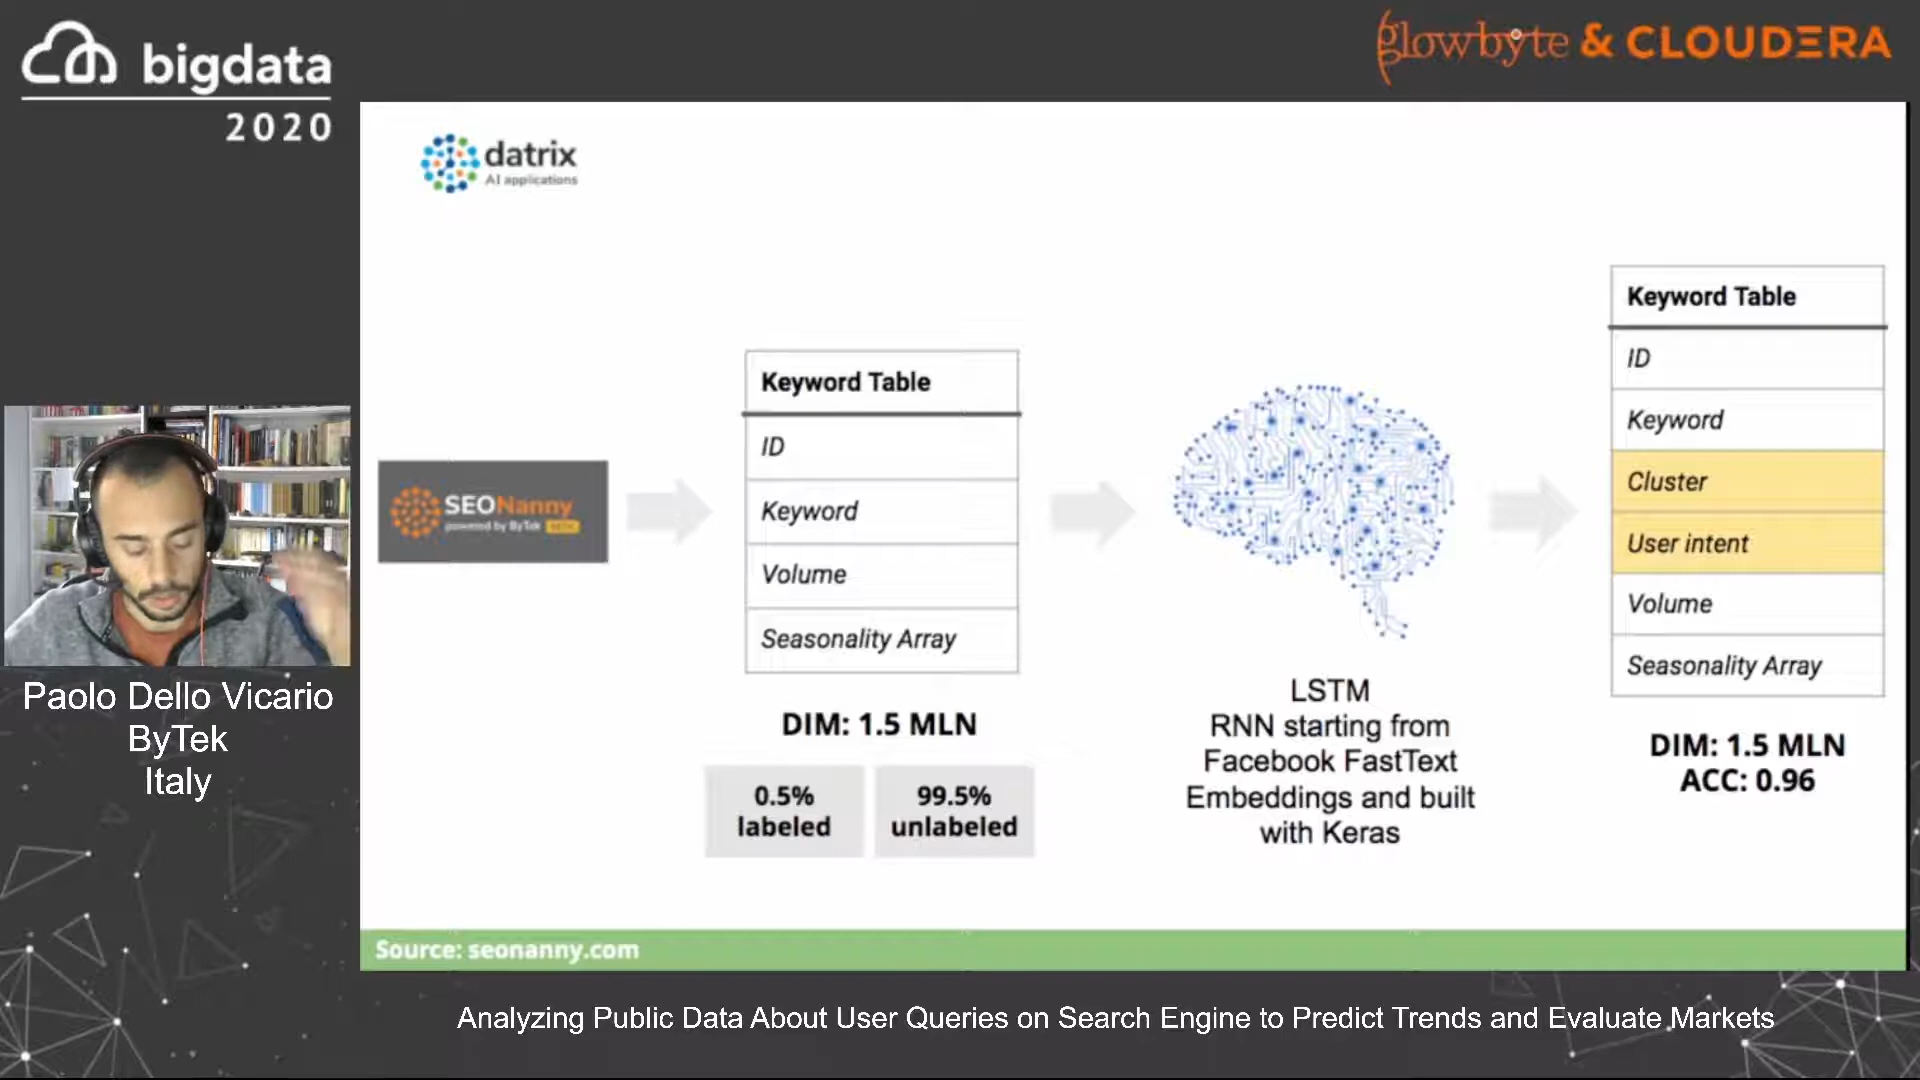 bigdata
2020
glowbyte & CLOUDERA
datrix
AI applications
SEONanny
powered by ByTek BETA
Keyword Table
ID
Keyword
Volume
Seasonality Array
DIM: 1.5 MLN
0.5%
labeled
99.5%
unlabeled
LSTM
RNN starting from
Facebook FastText
Embeddings and built
with Keras
Keyword Table
ID
Keyword
Cluster
User intent
Volume
Seasonality Array
DIM: 1.5 MLN
ACC: 0.96
Source: seonanny.com
Paolo Dello Vicario
ByTek
Italy
Analyzing Public Data About User Queries on Search Engine to Predict Trends and Evaluate Markets